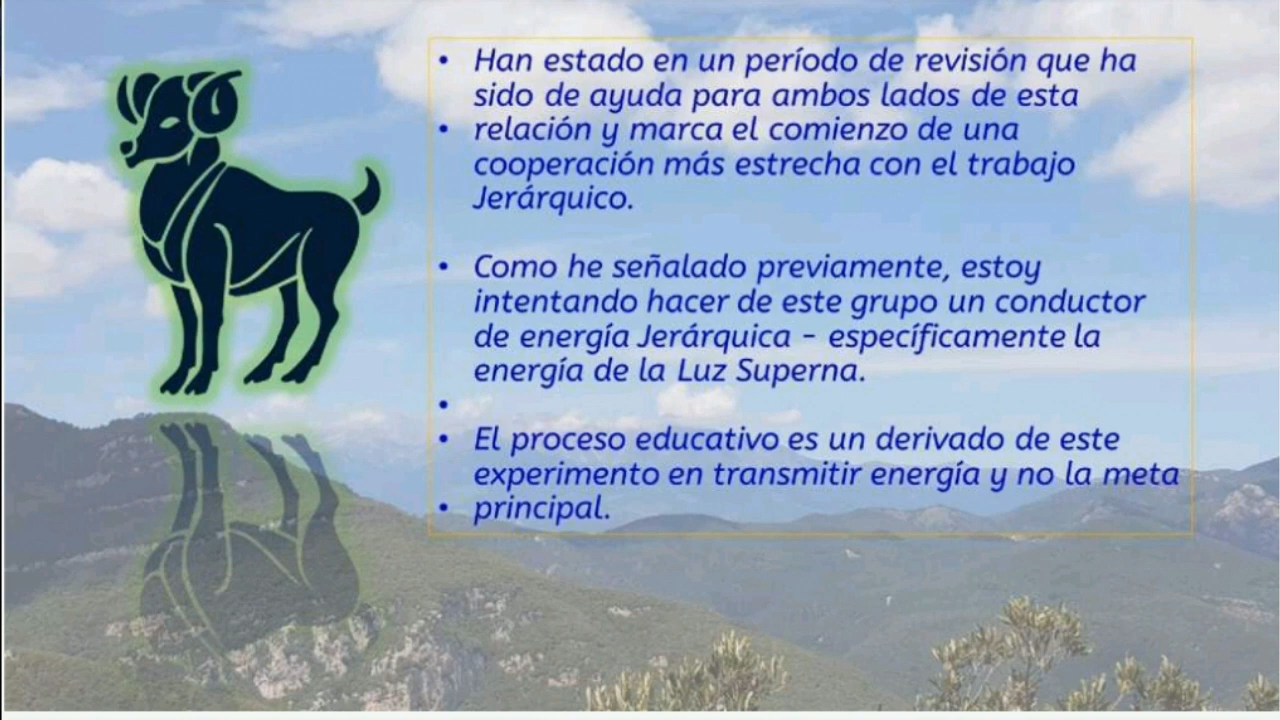 • Han estado en un período de revisión que ha
sido de ayuda para ambos lados de esta
• relación y marca el comienzo de una
cooperación más estrecha con el trabajo
Jerárquico.
• Como he señalado previamente, estoy
intentando hacer de este grupo un conductor
de energía Jerárquica - específicamente la
energía de la Luz Superna.
•
• El proceso educativo es un derivado de este
experimento en transmitir energía y no la meta
• principal.